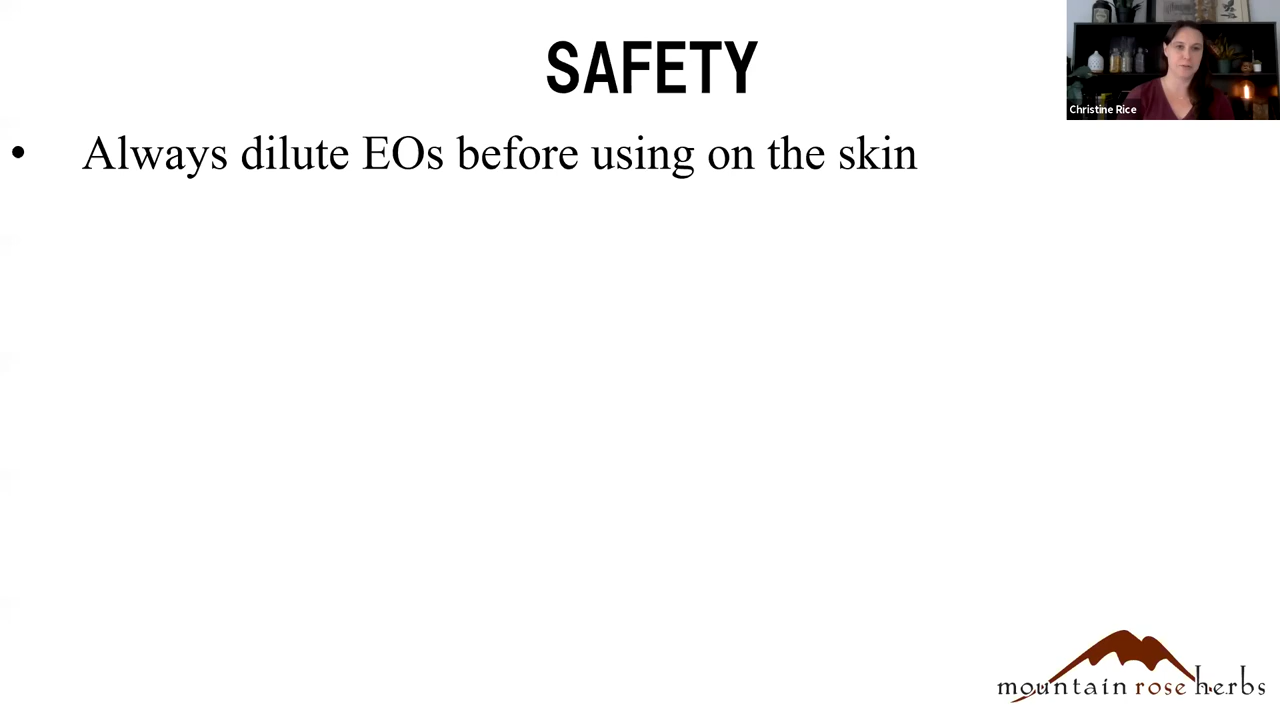 SAFETY
Christine Rice
• Always dilute EOs before using on the skin
mountain rose herbs